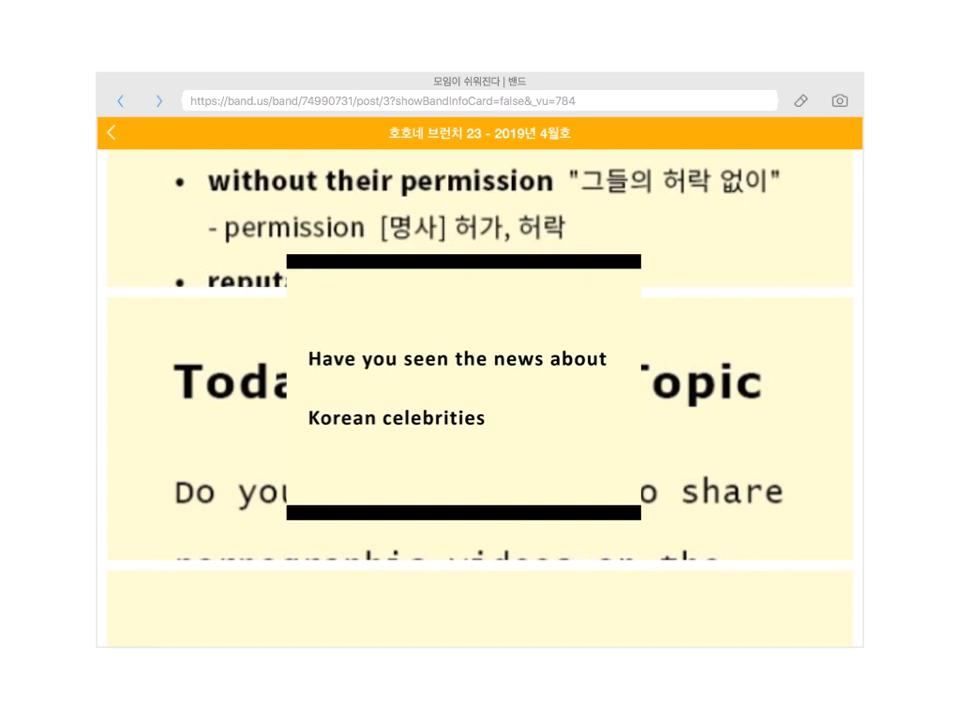 모임이 쉬워진다 | 밴드
https://band.us/band/74990731/post/3?showBandInfoCard=false&_vu=784
호호네 브런치 23 - 2019년 4월호
• without their permission "그들의 허락 없이"
- permission [명사] 허가, 허락
•
Have you seen the news about
Topic
Korean celebrities
Do share